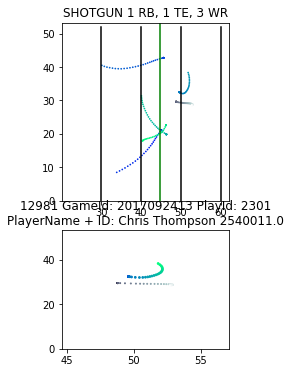 SHOTGUN 1 RB, 1 TE, 3 WR
50
40
30
20
10
0
30 40 50 60
12981 GameId: 2017092413 PlayId: 2301
PlayerName + ID: Chris Thompson 2540011.0
40
20
0
45 50 55